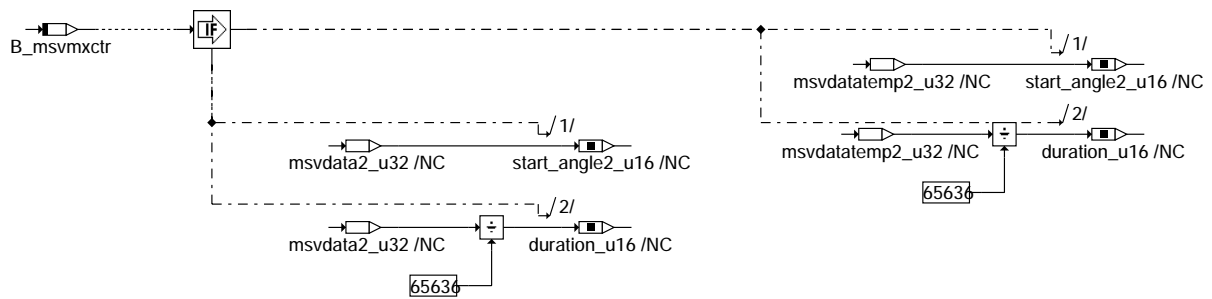 IF
B_msvmxctr
/1/
msvdatatemp2_u32 /NC
start_angle2_u16 /NC
/2/
msvdatatemp2_u32 /NC
duration_u16 /NC
65636
/1/
msvdata2_u32 /NC
start_angle2_u16 /NC
/2/
msvdata2_u32 /NC
duration_u16 /NC
65636